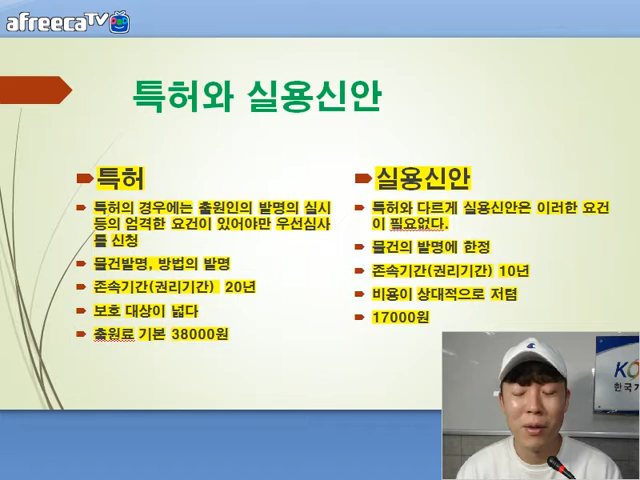 afreecaTV
특허와 실용신안
특허
특허의 경우에는 출원인의 발명의 실시
등의 엄격한 요건이 있어야만 우선심사
를 신청
물건발명, 방법의 발명
존속기간(권리기간) 20년
보호 대상이 넓다
출원료 기본 38000원
실용신안
특허와 다르게 실용신안은 이러한 요건
이 필요없다.
물건의 발명에 한정
존속기간(권리기간) 10년
비용이 상대적으로 저렴
17000원
한국